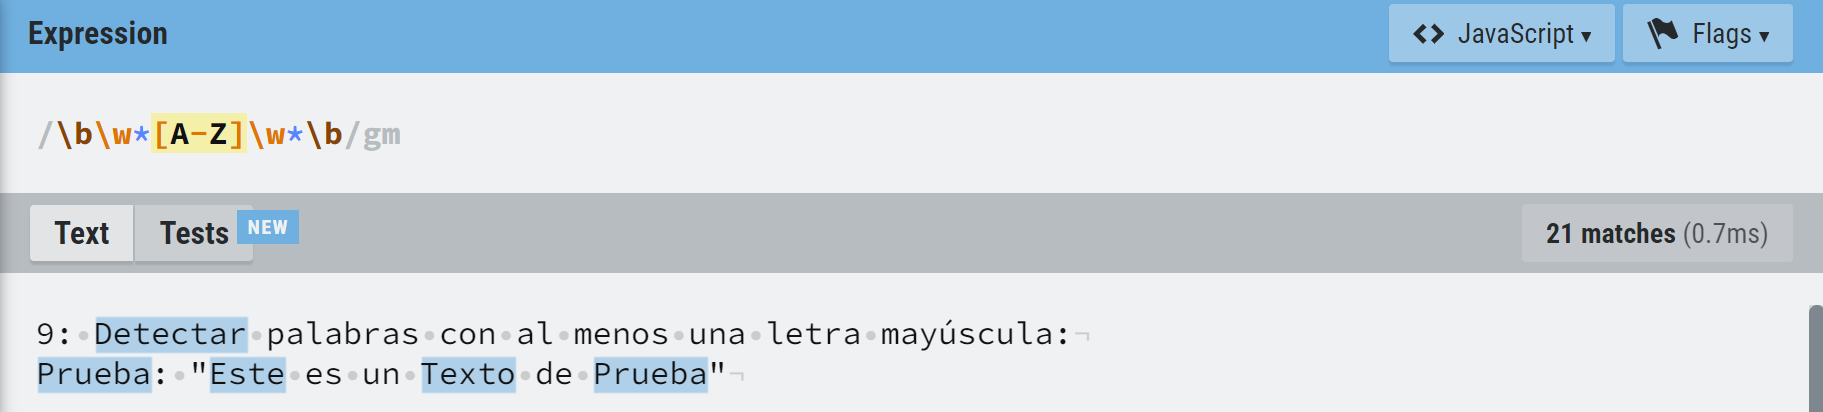 Expression
<> JavaScript ▾
Flags ▾
/\b\w*[A-Z]\w*\b/gm
Text
Tests
NEW
21 matches (0.7ms)
9:·Detectar·palabras·con·al·menos·una·letra·mayúscula:¬
Prueba:·"Este·es·un·Texto·de·Prueba"¬